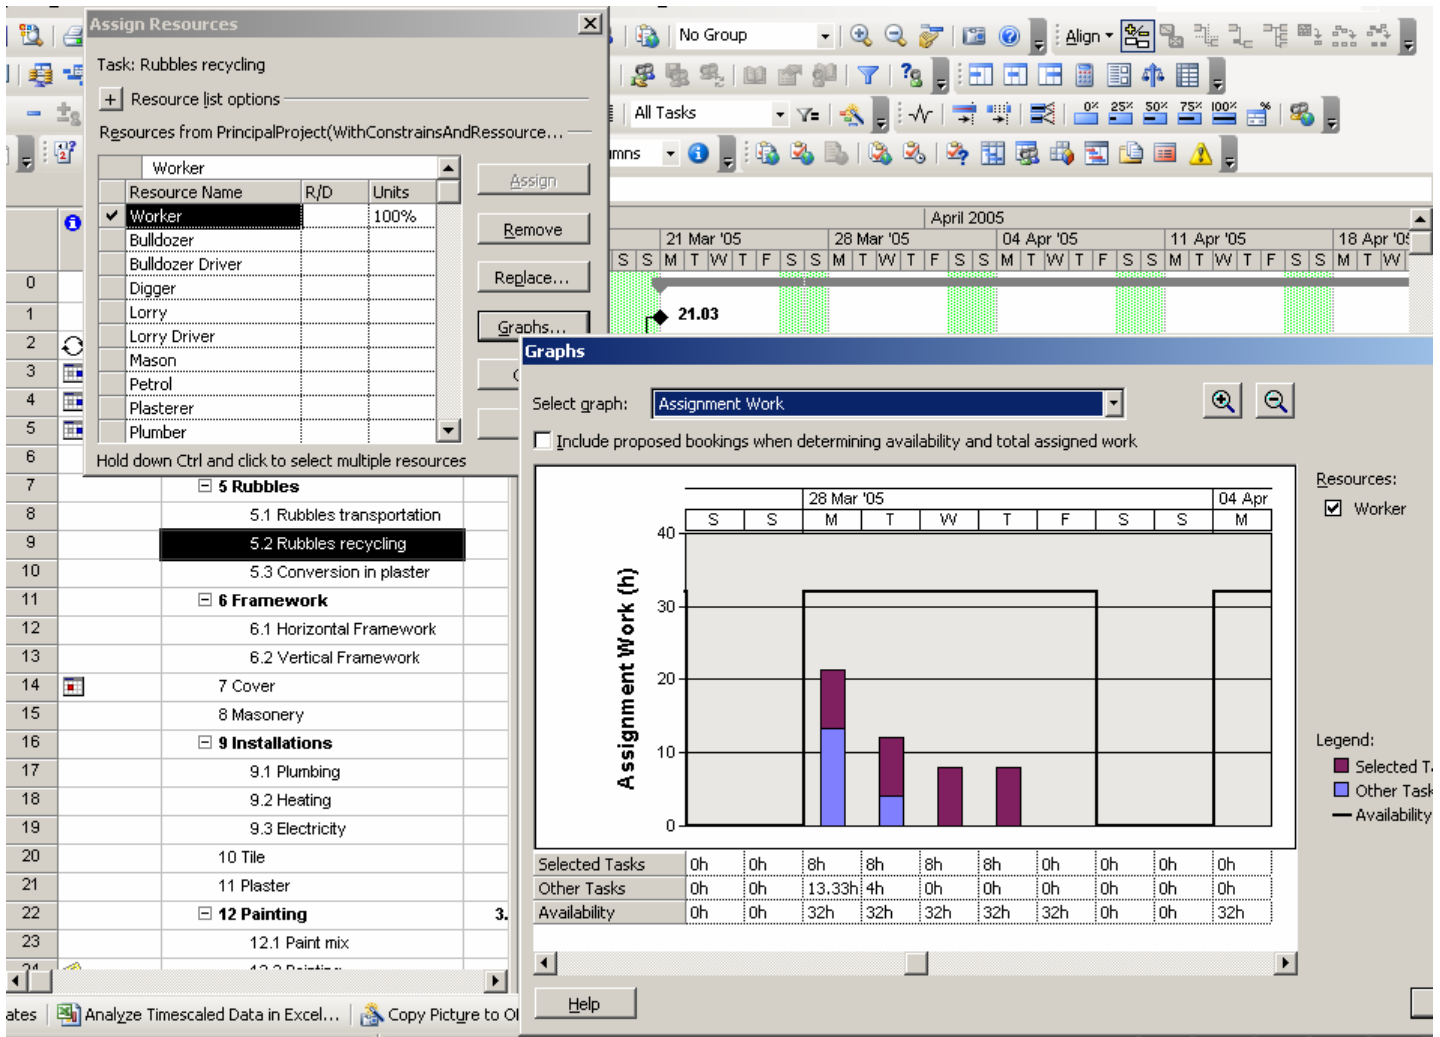 Assign Resources
Task: Rubbles recycling
+ Resource list options
Resources from PrincipalProject(WithConstrainsAndRessource...
Worker
Resource Name R/D Units
Worker 100%
Bulldozer
Bulldozer Driver
Digger
Lorry
Lorry Driver
Mason
Petrol
Plasterer
Plumber
Hold down Ctrl and click to select multiple resources
Assign
Remove
Replace...
Graphs...
No Group
Align
All Tasks
0% 25% 50% 75% 100%
April 2005
21 Mar '05 28 Mar '05 04 Apr '05 11 Apr '05 18 Apr '05
S S M T W T F S S M T W T F S S M T W T F S S M T W T F S S M T W
21.03
0
1
2
3
4
5
6
7 5 Rubbles
8 5.1 Rubbles transportation
9 5.2 Rubbles recycling
10 5.3 Conversion in plaster
11 6 Framework
12 6.1 Horizontal Framework
13 6.2 Vertical Framework
14 7 Cover
15 8 Masonery
16 9 Installations
17 9.1 Plumbing
18 9.2 Heating
19 9.3 Electricity
20 10 Tile
21 11 Plaster
22 12 Painting 3.
23 12.1 Paint mix
Analyze Timescaled Data in Excel... Copy Picture to
Graphs
Select graph: Assignment Work
Include proposed bookings when determining availability and total assigned work
Resources:
Worker
28 Mar '05 04 Apr
S S M T W T F S S M
Assignment Work (h)
40
30
20
10
0
Legend:
Selected T
Other Task
Availability
Selected Tasks 0h 0h 8h 8h 8h 8h 0h 0h 0h 0h
Other Tasks 0h 0h 13.33h 4h 0h 0h 0h 0h 0h 0h
Availability 0h 0h 32h 32h 32h 32h 32h 0h 0h 32h
Help